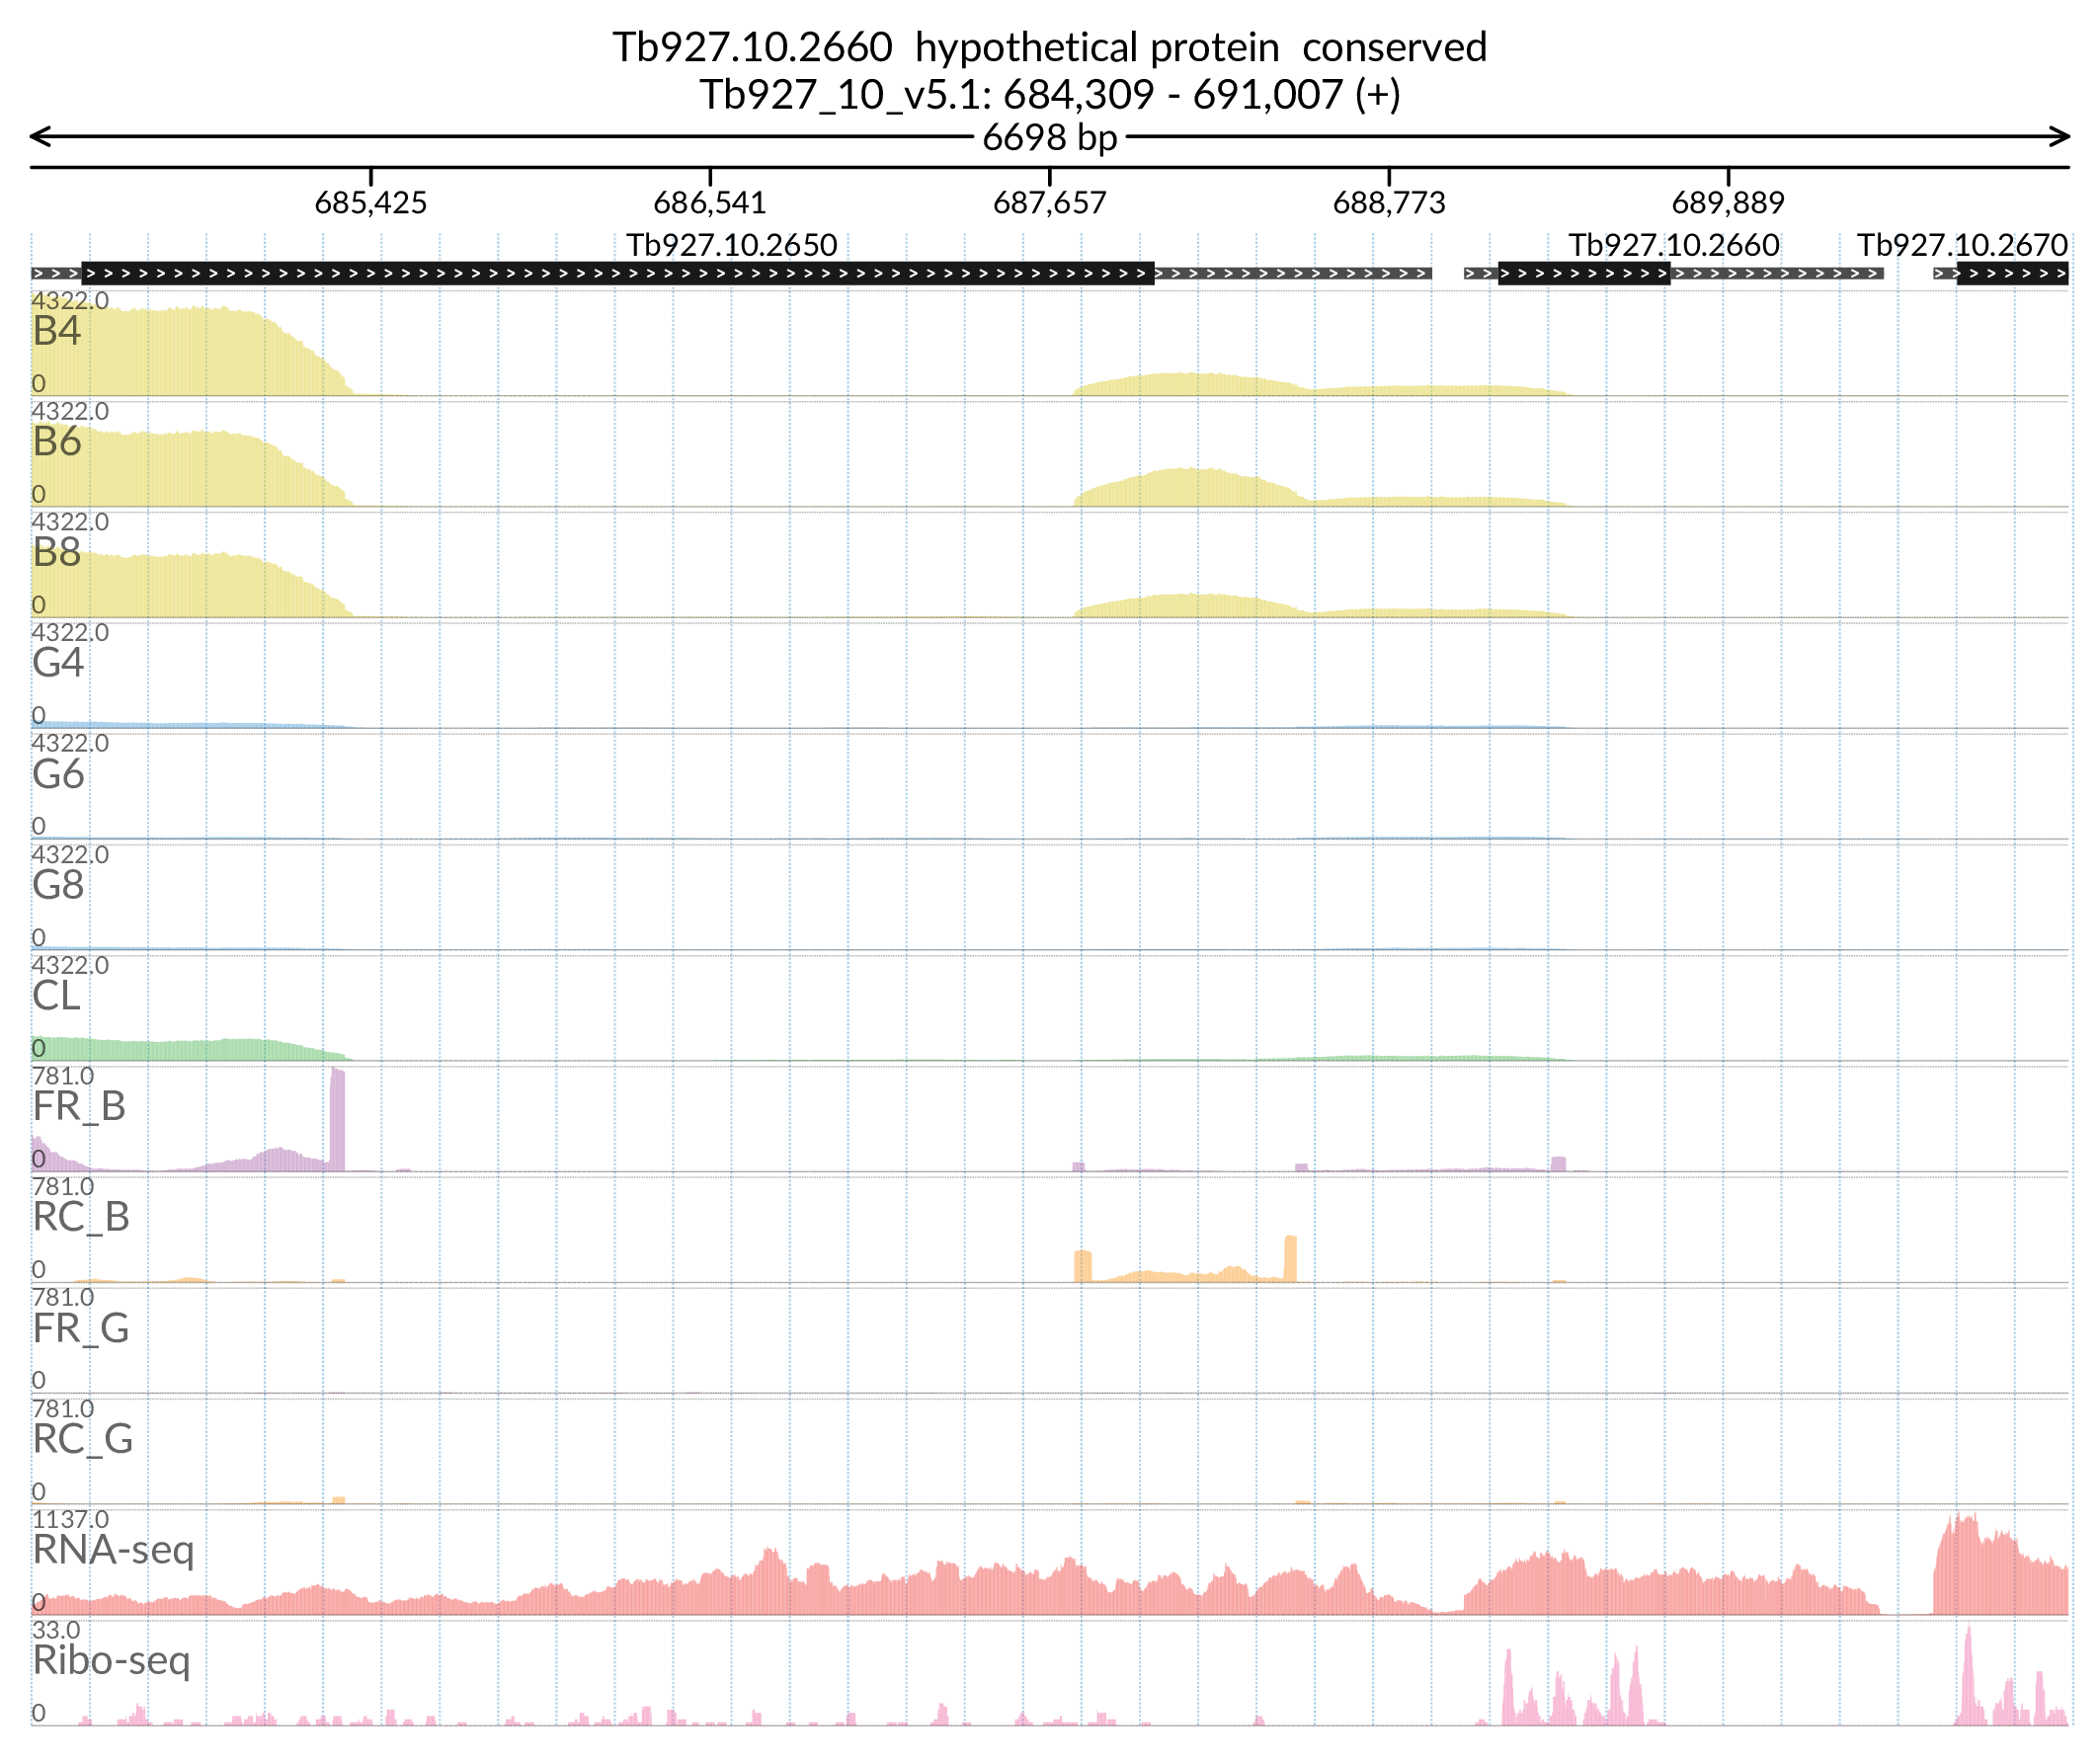 Tb927.10.2660 hypothetical protein conserved
Tb927_10_v5.1: 684,309 - 691,007 (+)
6698 bp
685,425 686,541 687,657 688,773 689,889
Tb927.10.2650 Tb927.10.2660 Tb927.10.2670
4322.0
B4
0
4322.0
B6
0
4322.0
B8
0
4322.0
G4
0
4322.0
G6
0
4322.0
G8
0
4322.0
CL
0
781.0
FR_B
0
781.0
RC_B
0
781.0
FR_G
0
781.0
RC_G
0
1137.0
RNA-seq
0
33.0
Ribo-seq
0